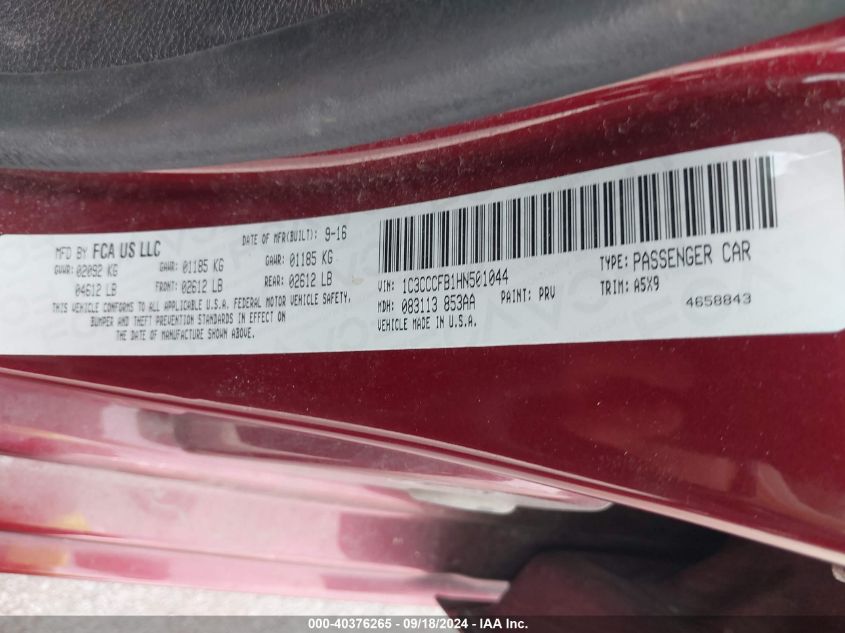 MFD BY FCA US LLC
DATE OF MFR(BUILT): 9-16
GVWR: 02092 KG
GAWR: 01185 KG
GAWR: 01185 KG
04612 LB
FRONT: 02612 LB
REAR: 02612 LB
THIS VEHICLE CONFORMS TO ALL APPLICABLE U.S.A. FEDERAL MOTOR VEHICLE SAFETY,
BUMPER AND THEFT PREVENTION STANDARDS IN EFFECT ON
THE DATE OF MANUFACTURE SHOWN ABOVE.
VIN: 1C3CCCFB1HN501044
TYPE: PASSENGER CAR
MDH: 083113 853AA
PAINT: PRV
TRIM: A5X9
VEHICLE MADE IN U.S.A.
4658843
000-40376265 - 09/18/2024 - IAA Inc.